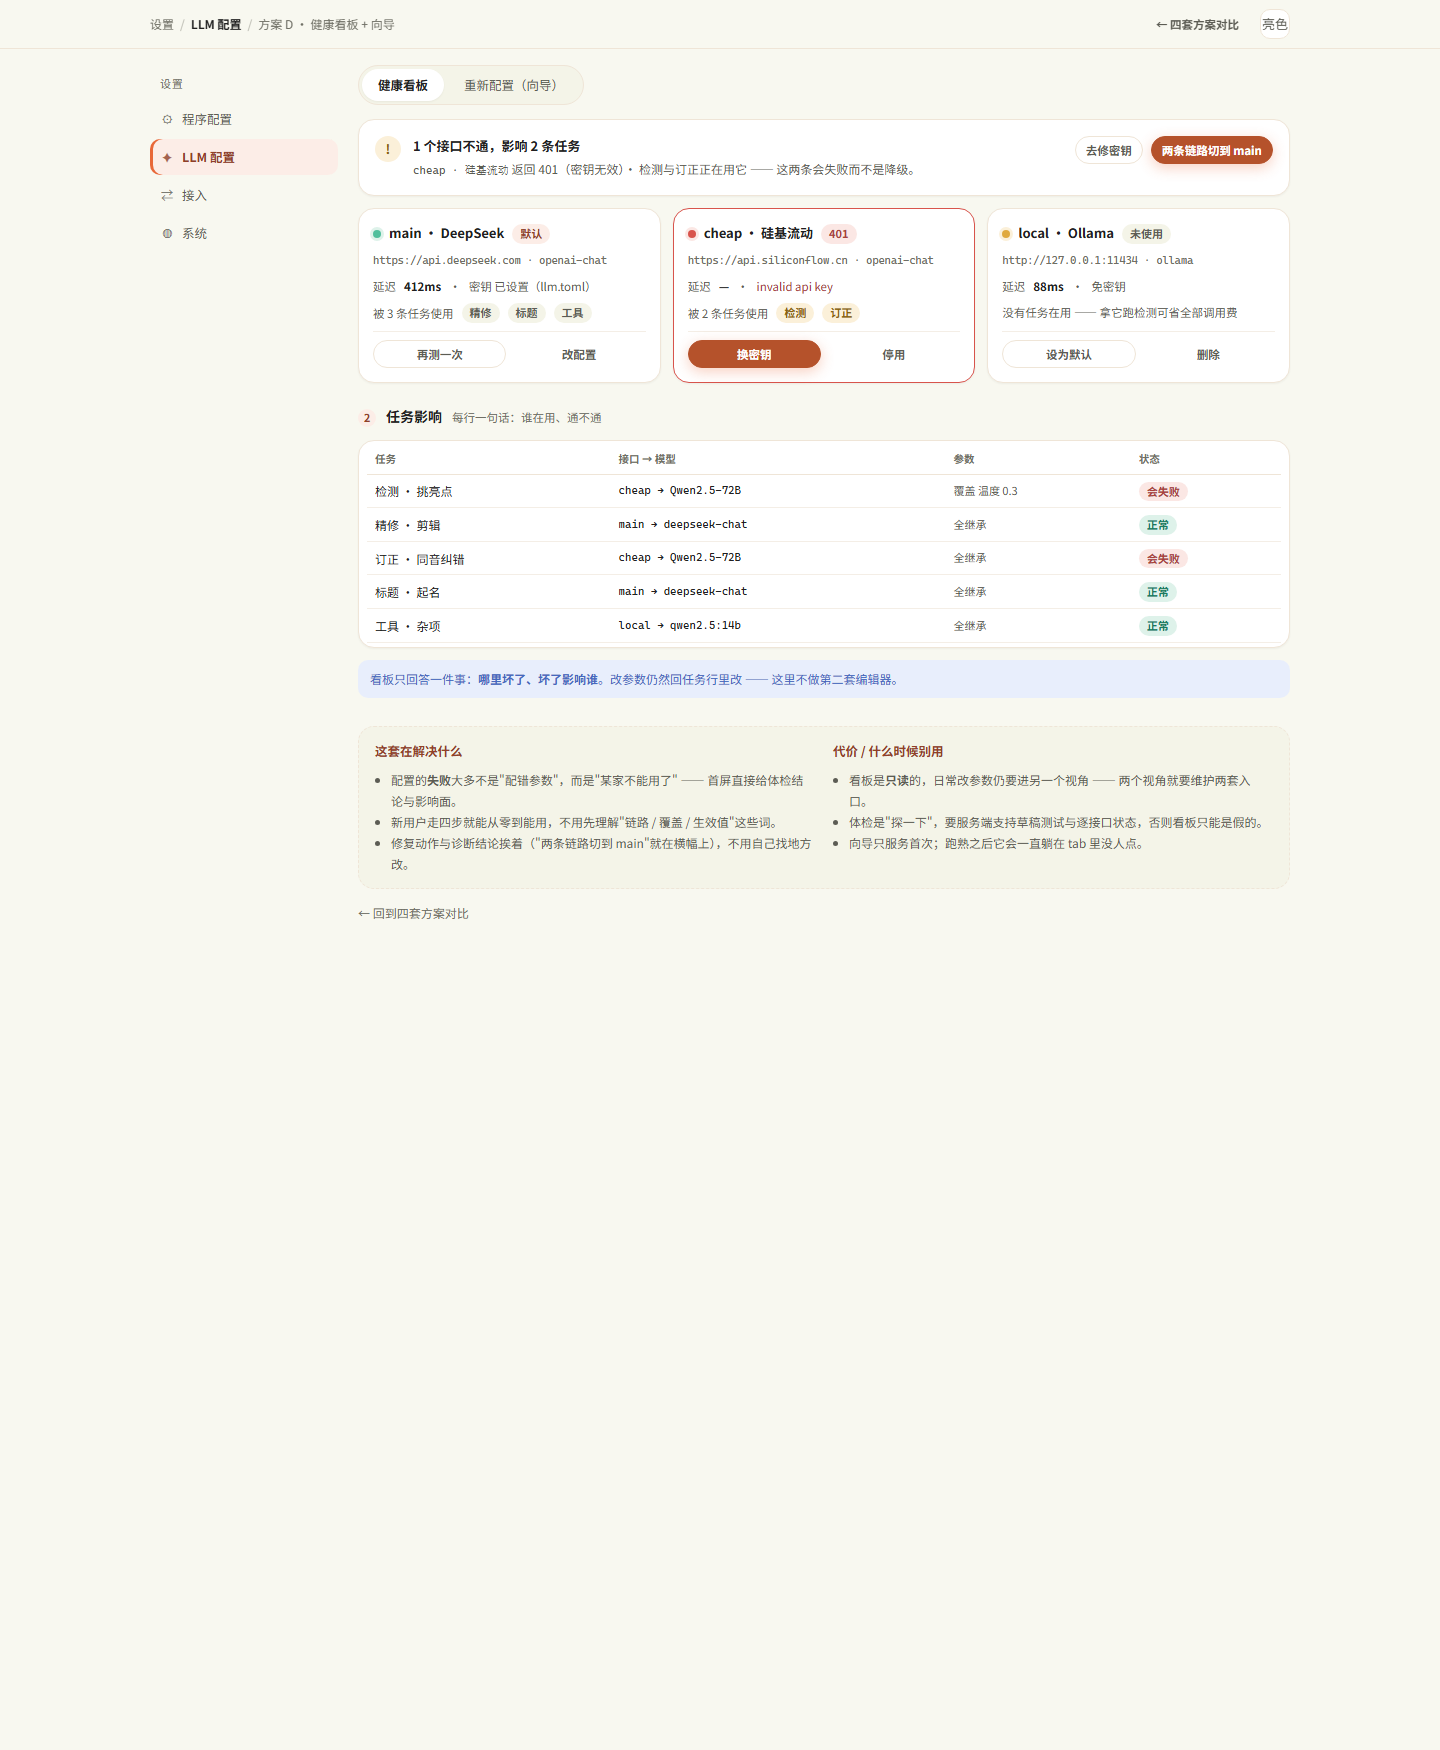 设置 / LLM 配置 / 方案 D · 健康看板 + 向导
← 四套方案对比
亮色
设置
程序配置
LLM 配置
接入
系统
健康看板
重新配置（向导）
!
1 个接口不通，影响 2 条任务
cheap · 硅基流动 返回 401（密钥无效）· 检测与订正正在用它 —— 这两条会失败而不是降级。
去修密钥
两条链路切到 main
main · DeepSeek 默认
https://api.deepseek.com · openai-chat
延迟 412ms · 密钥 已设置（llm.toml）
被 3 条任务使用 精修 标题 工具
再测一次 改配置
cheap · 硅基流动 401
https://api.siliconflow.cn · openai-chat
延迟 — · invalid api key
被 2 条任务使用 检测 订正
换密钥 停用
local · Ollama 未使用
http://127.0.0.1:11434 · ollama
延迟 88ms · 免密钥
没有任务在用 —— 拿它跑检测可省全部调用费
设为默认 删除
2 任务影响 每行一句话：谁在用、通不通
任务 接口 → 模型 参数 状态
检测 · 挑亮点 cheap → Qwen2.5-72B 覆盖 温度 0.3 会失败
精修 · 剪辑 main → deepseek-chat 全继承 正常
订正 · 同音纠错 cheap → Qwen2.5-72B 全继承 会失败
标题 · 起名 main → deepseek-chat 全继承 正常
工具 · 杂项 local → qwen2.5:14b 全继承 正常
看板只回答一件事：哪里坏了、坏了影响谁。改参数仍然回任务行里改 —— 这里不做第二套编辑器。
这套在解决什么
配置的失败大多不是"配错参数"，而是"某家不能用了" —— 首屏直接给体检结
论与影响面。
新用户走四步就能从零到能用，不用先理解"链路 / 覆盖 / 生效值"这些词。
修复动作与诊断结论挨着（"两条链路切到 main"就在横幅上），不用自己找地方
改。
代价 / 什么时候别用
看板是只读的，日常改参数仍要进另一个视角 —— 两个视角就要维护两套入
口。
体检是"探一下"，要服务端支持草稿测试与逐接口状态，否则看板只能是假的。
向导只服务首次；跑熟之后它会一直躺在 tab 里没人点。
← 回到四套方案对比